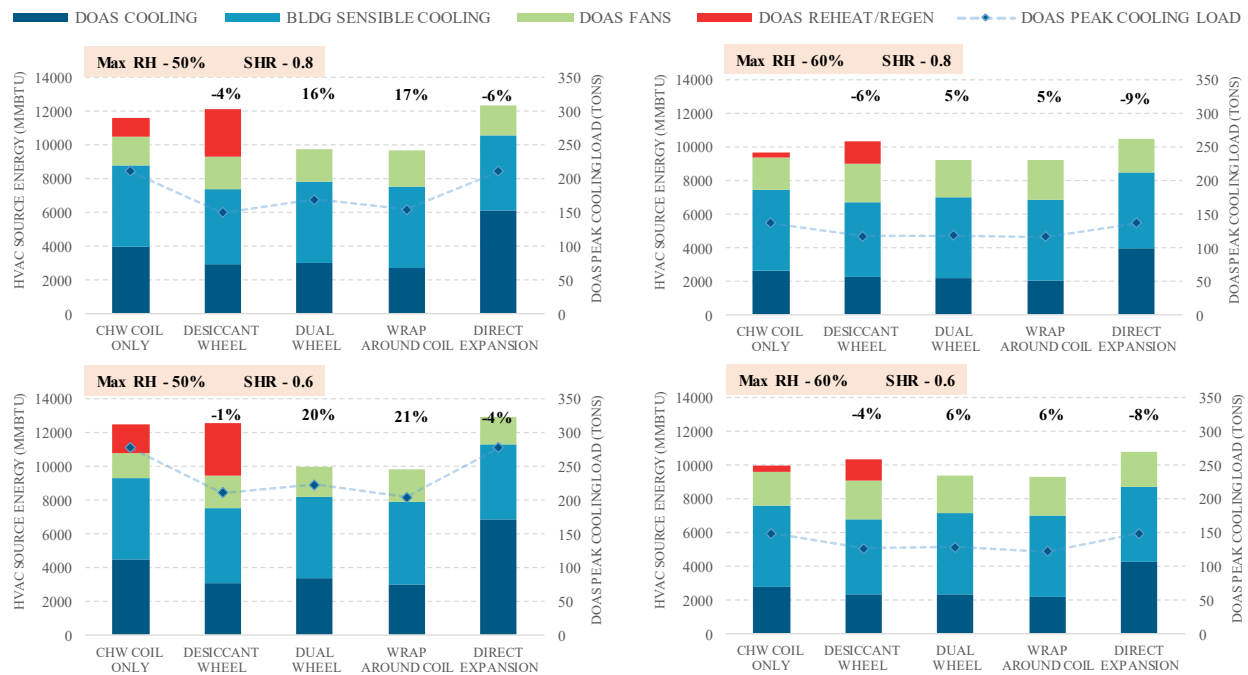 DOAS COOLING BLDG SENSIBLE COOLING DOAS FANS DOAS REHEAT/REGEN DOAS PEAK COOLING LOAD
Max RH - 50% SHR - 0.8
-4% 16% 17% -6%
HVAC SOURCE ENERGY (MMBTU)
14000
12000
10000
8000
6000
4000
2000
0
350
300
250
200
150
100
50
0
DOAS PEAK COOLING LOAD (TONS)
CHW COIL ONLY
DESICCANT WHEEL
DUAL WHEEL
WRAP AROUND COIL
DIRECT EXPANSION
Max RH - 60% SHR - 0.8
-6% 5% 5% -9%
HVAC SOURCE ENERGY (MMBTU)
14000
12000
10000
8000
6000
4000
2000
0
350
300
250
200
150
100
50
0
DOAS PEAK COOLING LOAD (TONS)
CHW COIL ONLY
DESICCANT WHEEL
DUAL WHEEL
WRAP AROUND COIL
DIRECT EXPANSION
Max RH - 50% SHR - 0.6
-1% 20% 21% -4%
HVAC SOURCE ENERGY (MMBTU)
14000
12000
10000
8000
6000
4000
2000
0
350
300
250
200
150
100
50
0
DOAS PEAK COOLING LOAD (TONS)
CHW COIL ONLY
DESICCANT WHEEL
DUAL WHEEL
WRAP AROUND COIL
DIRECT EXPANSION
Max RH - 60% SHR - 0.6
-4% 6% 6% -8%
HVAC SOURCE ENERGY (MMBTU)
14000
12000
10000
8000
6000
4000
2000
0
350
300
250
200
150
100
50
0
DOAS PEAK COOLING LOAD (TONS)
CHW COIL ONLY
DESICCANT WHEEL
DUAL WHEEL
WRAP AROUND COIL
DIRECT EXPANSION